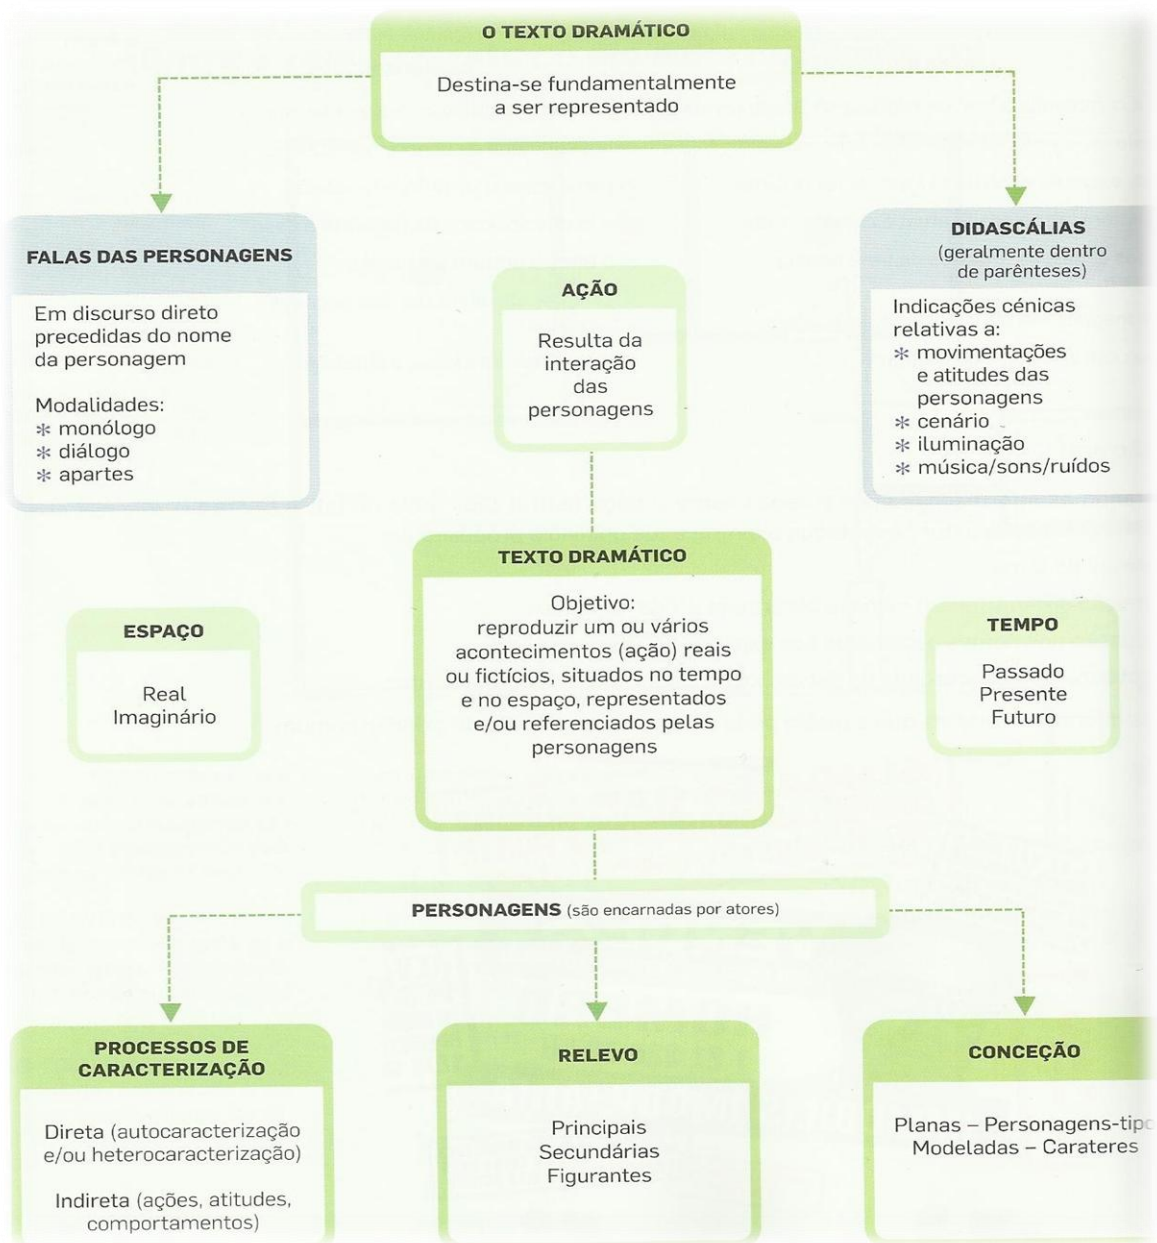 O TEXTO DRAMÁTICO
Destina-se fundamentalmente
a ser representado
FALAS DAS PERSONAGENS
Em discurso direto
precedidas do nome
da personagem
Modalidades:
* monólogo
* diálogo
* apartes
AÇÃO
Resulta da
interação
das
personagens
DIDASCÁLIAS
(geralmente dentro
de parênteses)
Indicações cénicas
relativas a:
* movimentações
e atitudes das
personagens
* cenário
* iluminação
* música/sons/ruídos
TEXTO DRAMÁTICO
Objetivo:
reproduzir um ou vários
acontecimentos (ação) reais
ou fictícios, situados no tempo
e no espaço, representados
e/ou referenciados pelas
personagens
ESPAÇO
Real
Imaginário
TEMPO
Passado
Presente
Futuro
PERSONAGENS (são encarnadas por atores)
PROCESSOS DE
CARACTERIZAÇÃO
Direta (autocaracterização
e/ou heterocaracterização)
Indireta (ações, atitudes,
comportamentos)
RELEVO
Principais
Secundárias
Figurantes
CONCEÇÃO
Planas – Personagens-tipo
Modeladas – Carateres